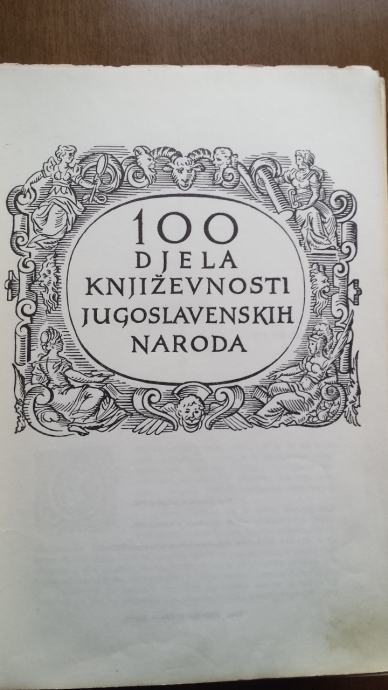 100
DJELA
KNJIŽEVNOSTI
JUGOSLAVENSKIH
NARODA